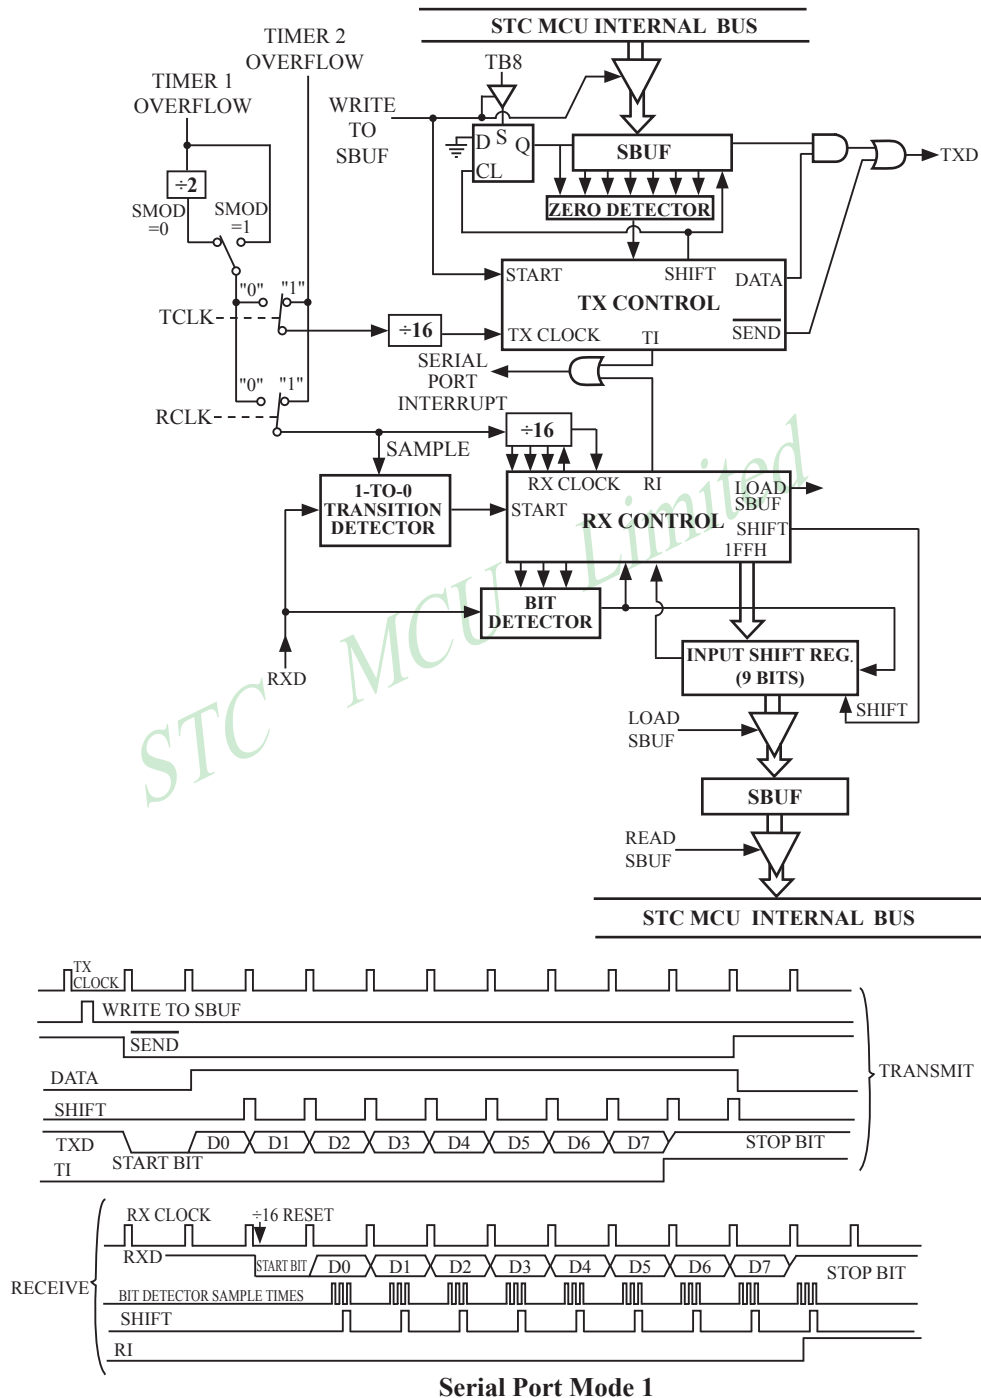 STC MCU INTERNAL BUS
TIMER 2
OVERFLOW
TB8
TIMER 1
OVERFLOW
WRITE
TO
SBUF
D S Q
CL
SBUF
TXD
÷2
ZERO DETECTOR
SMOD
=0
SMOD
=1
START
SHIFT
DATA
TX CONTROL
"0" "1"
TCLK
÷16
TX CLOCK
TI
SEND
SERIAL
PORT
INTERRUPT
"0" "1"
RCLK
÷16
SAMPLE
RX CLOCK
RI
LOAD
SBUF
1-TO-0
TRANSITION
DETECTOR
START
RX CONTROL
SHIFT
1FFH
BIT
DETECTOR
RXD
INPUT SHIFT REG.
(9 BITS)
SHIFT
LOAD
SBUF
SBUF
READ
SBUF
STC MCU INTERNAL BUS
STC MCU Limited
TX
CLOCK
WRITE TO SBUF
SEND
DATA
TRANSMIT
SHIFT
TXD
D0 D1 D2 D3 D4 D5 D6 D7
STOP BIT
START BIT
TI
RX CLOCK
÷16 RESET
RXD
START BIT
D0 D1 D2 D3 D4 D5 D6 D7
STOP BIT
RECEIVE
BIT DETECTOR SAMPLE TIMES
SHIFT
RI
Serial Port Mode 1